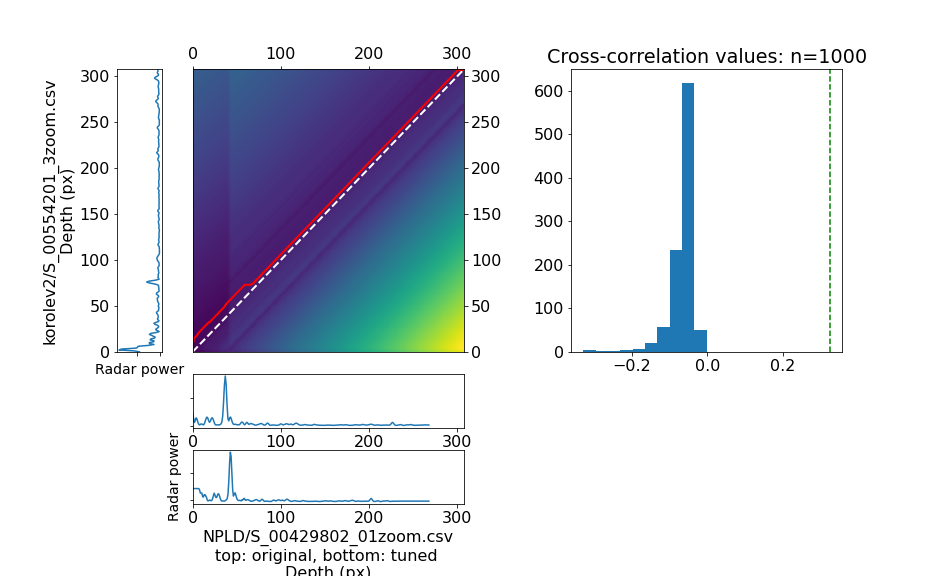 Cross-correlation values: n=1000
0 100 200 300
300
250
200
150
100
50
0
korolev2/S_00554201_3zoom.csv
Depth (px)
Radar power
300
250
200
150
100
50
0
600
500
400
300
200
100
0
−0.2 0.0 0.2
0 100 200 300
Radar power
0 100 200 300
NPLD/S_00429802_01zoom.csv
top: original, bottom: tuned
Depth (px)